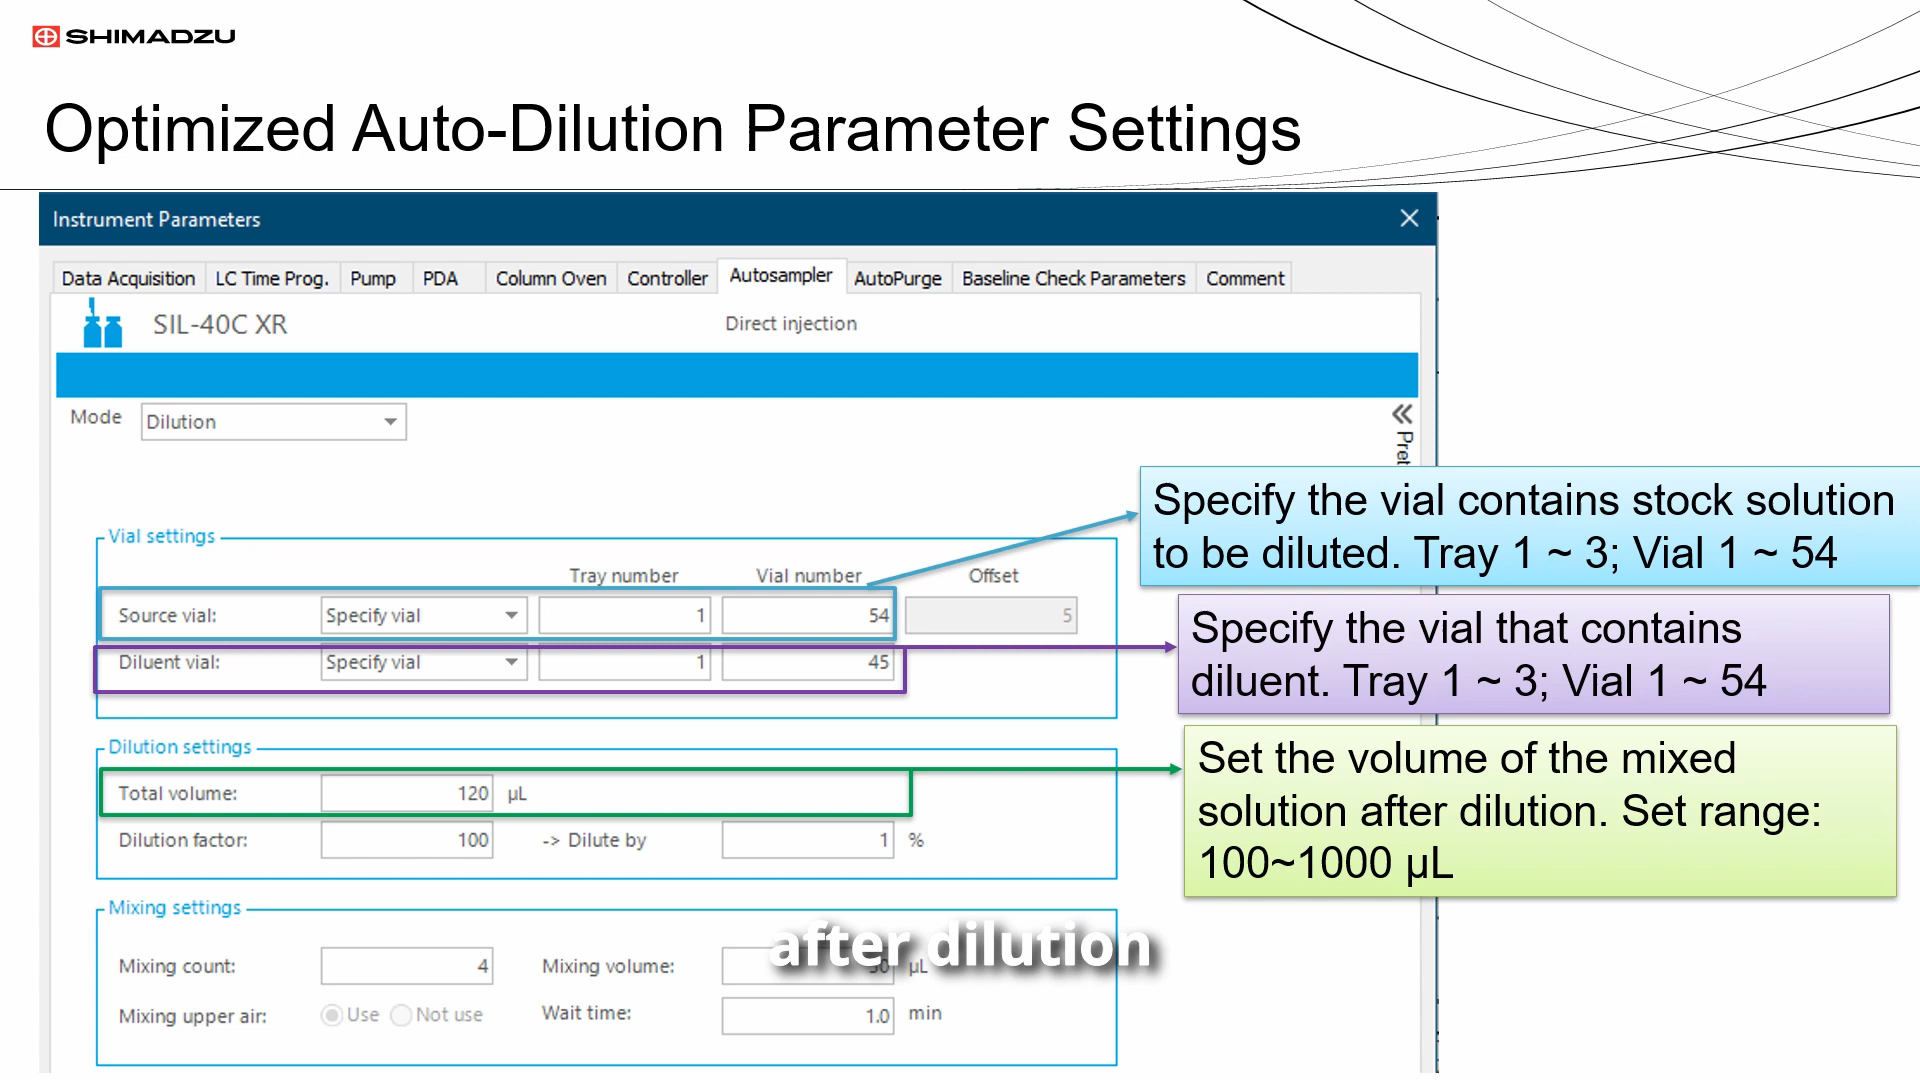 SHIMADZU
Optimized Auto-Dilution Parameter Settings
Instrument Parameters
Data Acquisition LC Time Prog. Pump PDA Column Oven Controller Autosampler AutoPurge Baseline Check Parameters Comment
SIL-40C XR Direct injection
Mode Dilution
Vial settings
Tray number Vial number Offset
Source vial: Specify vial 1 54 5
Diluent vial: Specify vial 1 45
Specify the vial contains stock solution
to be diluted. Tray 1 ~ 3; Vial 1 ~ 54
Specify the vial that contains
diluent. Tray 1 ~ 3; Vial 1 ~ 54
Dilution settings
Total volume: 120 µL
Dilution factor: 100 -> Dilute by 1 %
Set the volume of the mixed
solution after dilution. Set range:
100~1000 µL
Mixing settings
Mixing count: 4 Mixing volume: µL
Mixing upper air: Use Not use Wait time: 1.0 min
after dilution